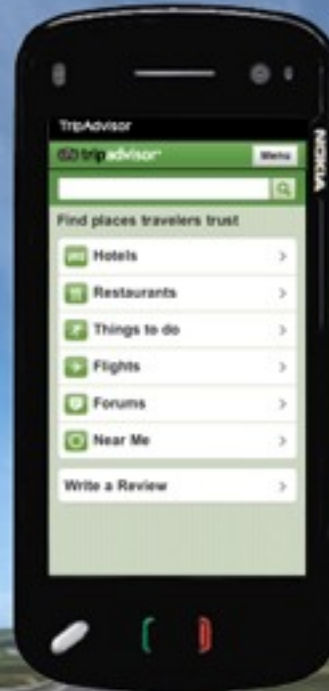 NOKIA
TripAdvisor
tripadvisor
Menu
Find places travelers trust
Hotels
Restaurants
Things to do
Flights
Forums
Near Me
Write a Review